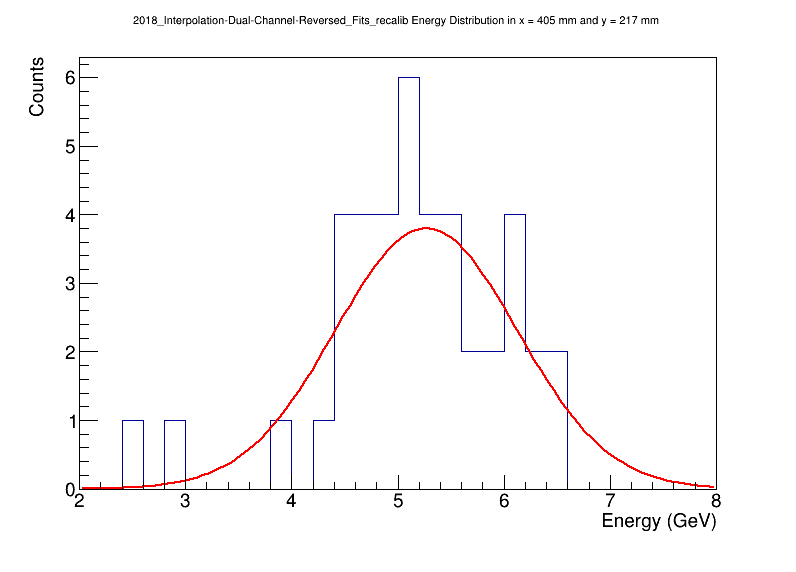 2018_Interpolation-Dual-Channel-Reversed_Fits_recalib Energy Distribution in x = 405 mm and y = 217 mm
Counts
6
5
4
3
2
1
0
2 3 4 5 6 7 8
Energy (GeV)